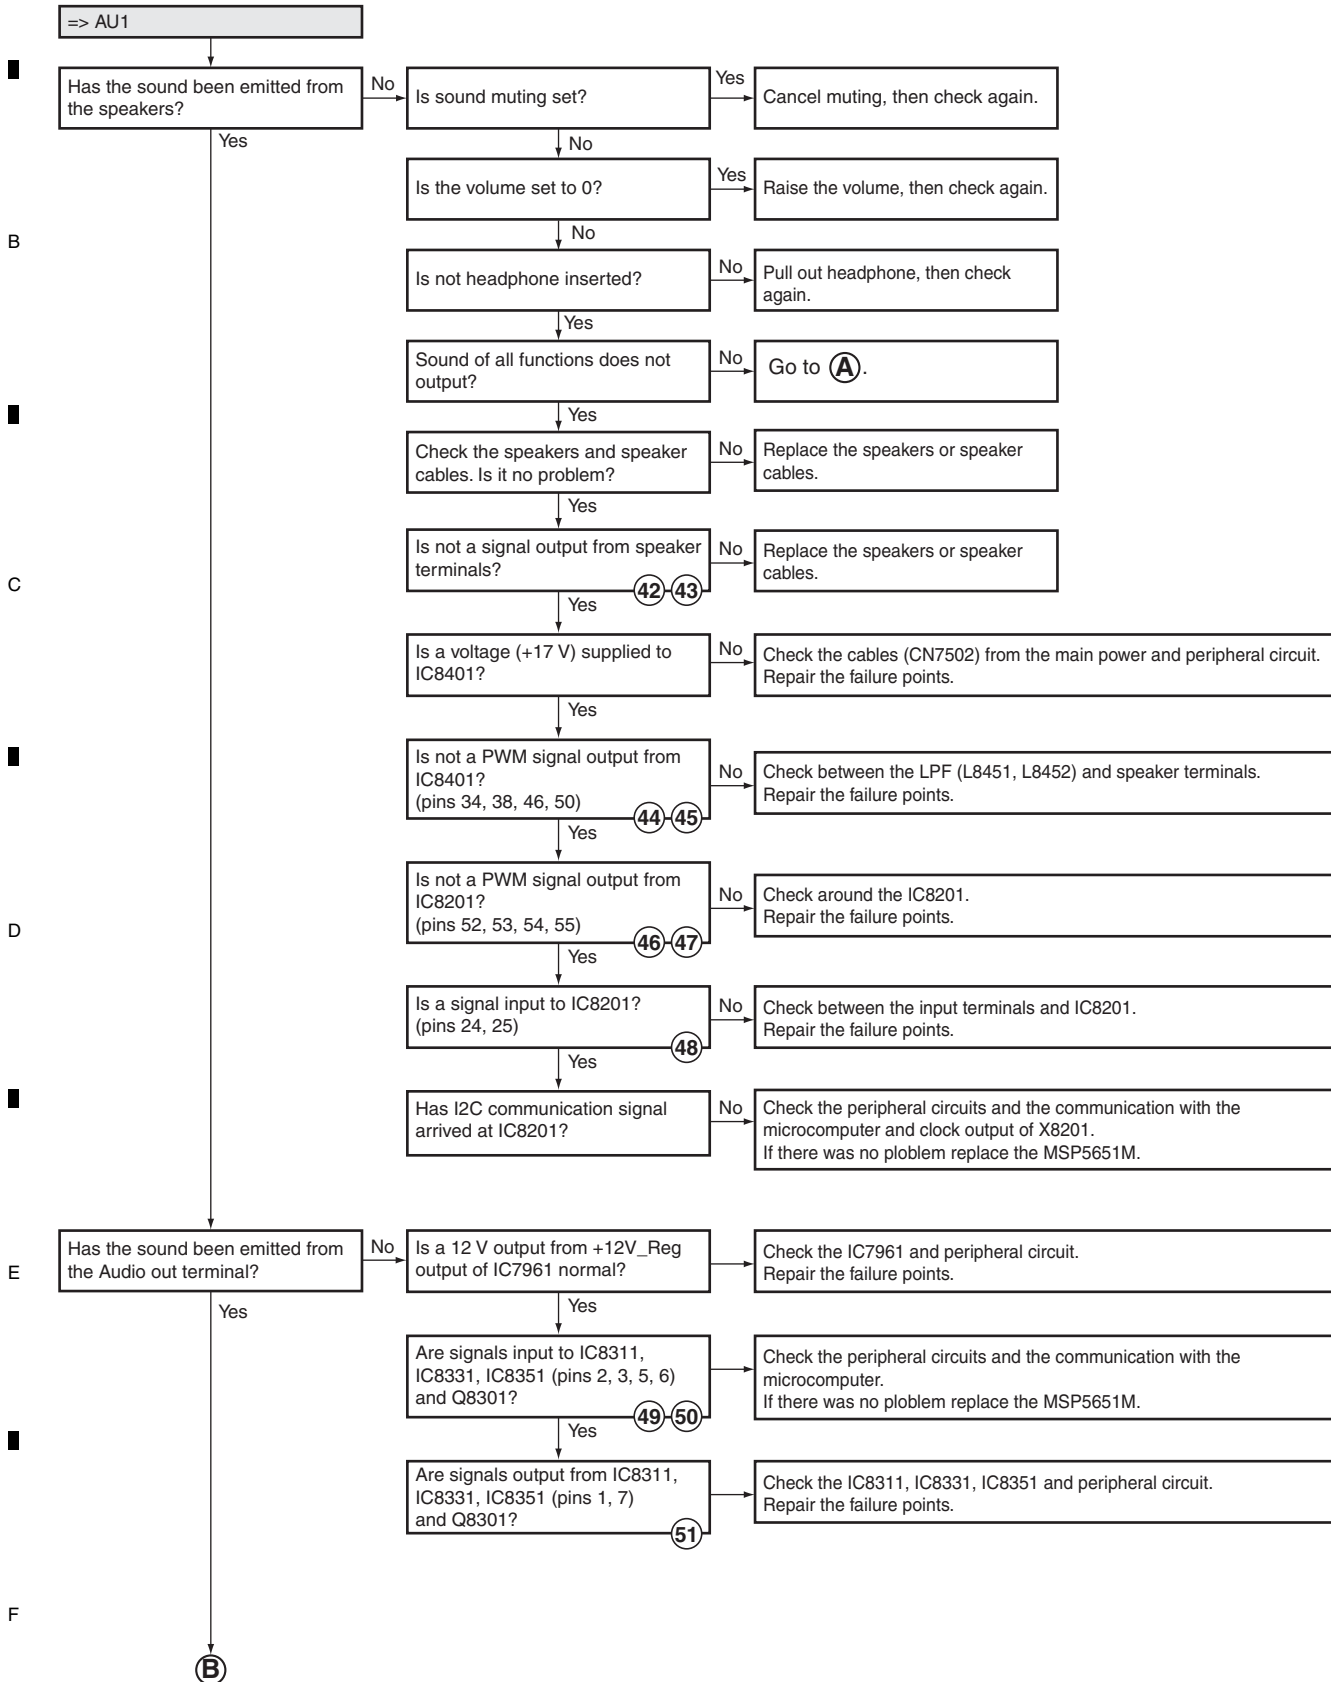 => AU1
Has the sound been emitted from
the speakers?
No
Is sound muting set?
Yes
Cancel muting, then check again.
Yes
No
Is the volume set to 0?
Yes
Raise the volume, then check again.
B
No
Is not headphone inserted?
No
Pull out headphone, then check
again.
Yes
Sound of all functions does not
output?
No
Go to A.
Yes
Check the speakers and speaker
cables. Is it no problem?
No
Replace the speakers or speaker
cables.
Yes
Is not a signal output from speaker
terminals?
42 43
No
Replace the speakers or speaker
cables.
C
Yes
Is a voltage (+17 V) supplied to
IC8401?
No
Check the cables (CN7502) from the main power and peripheral circuit.
Repair the failure points.
Yes
Is not a PWM signal output from
IC8401?
(pins 34, 38, 46, 50)
44 45
No
Check between the LPF (L8451, L8452) and speaker terminals.
Repair the failure points.
Yes
Is not a PWM signal output from
IC8201?
(pins 52, 53, 54, 55)
46 47
No
Check around the IC8201.
Repair the failure points.
D
Yes
Is a signal input to IC8201?
(pins 24, 25)
48
No
Check between the input terminals and IC8201.
Repair the failure points.
Yes
Has I2C communication signal
arrived at IC8201?
No
Check the peripheral circuits and the communication with the
microcomputer and clock output of X8201.
If there was no ploblem replace the MSP5651M.
Has the sound been emitted from
the Audio out terminal?
No
Is a 12 V output from +12V_Reg
output of IC7961 normal?
Check the IC7961 and peripheral circuit.
Repair the failure points.
E
Yes
Yes
Are signals input to IC8311,
IC8331, IC8351 (pins 2, 3, 5, 6)
and Q8301?
49 50
Check the peripheral circuits and the communication with the
microcomputer.
If there was no ploblem replace the MSP5651M.
Yes
Are signals output from IC8311,
IC8331, IC8351 (pins 1, 7)
and Q8301?
51
Check the IC8311, IC8331, IC8351 and peripheral circuit.
Repair the failure points.
F
B